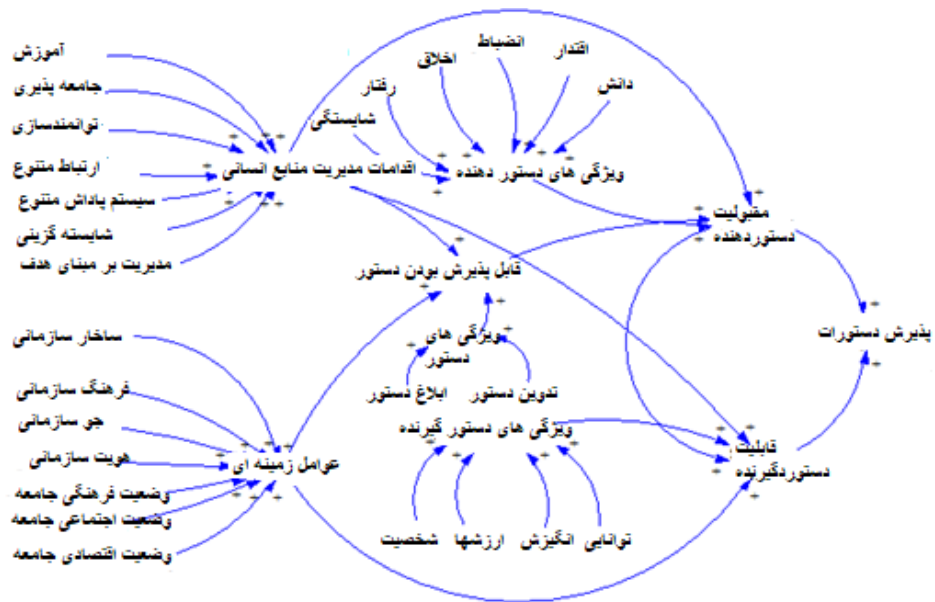 آموزش
جامعه پذیری
توانمندسازی
ارتباط متنوع
سیستم پاداش متنوع
شایسته گزینی
مدیریت بر مبنای هدف
اقدامات مدیریت منابع انسانی
شایستگی
رفتار
اخلاق
انضباط
اقتدار
دانش
ویژگی های دستور دهنده
مقبولیت
دستوردهنده
قابل پذیرش بودن دستور
ویژگی های
دستور
ابلاغ دستور
تدوین دستور
پذیرش دستورات
ساخار سازمانی
فرهنگ سازمانی
جو سازمانی
هویت سازمانی
وضعیت فرهنگی جامعه
وضعیت اجتماعی جامعه
وضعیت اقتصادی جامعه
عوامل زمینه ای
ویژگی های دستور گیرنده
شخصیت
ارزشها
انگیزش
توانایی
قابلیت
دستوردگیرنده